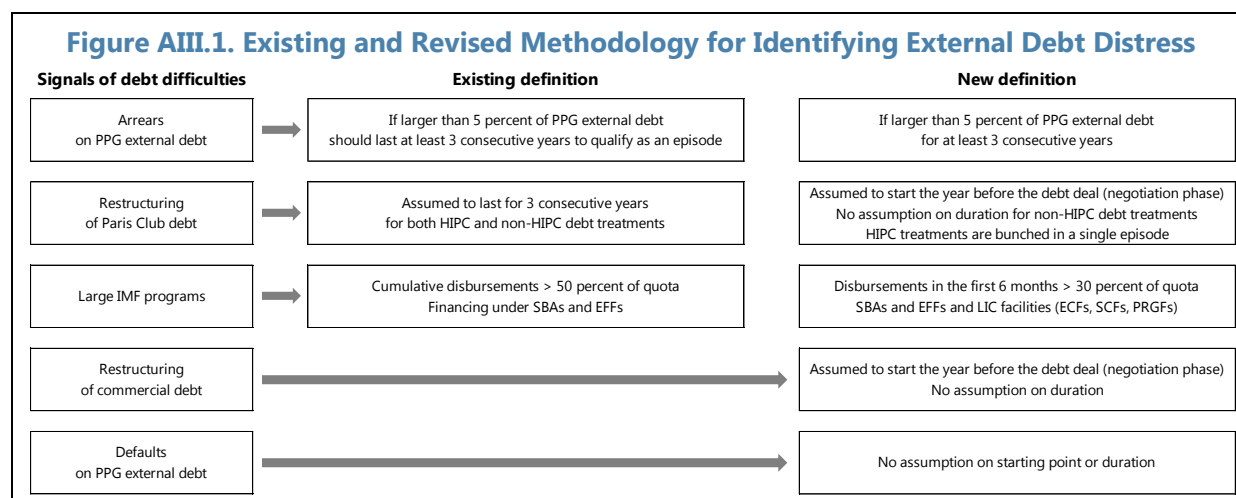 Figure AIII.1. Existing and Revised Methodology for Identifying External Debt Distress
Signals of debt difficulties
Existing definition
New definition
Arrears
on PPG external debt
If larger than 5 percent of PPG external debt
should last at least 3 consecutive years to qualify as an episode
If larger than 5 percent of PPG external debt
for at least 3 consecutive years
Restructuring
of Paris Club debt
Assumed to last for 3 consecutive years
for both HIPC and non-HIPC debt treatments
Assumed to start the year before the debt deal (negotiation phase)
No assumption on duration for non-HIPC debt treatments
HIPC treatments are bunched in a single episode
Large IMF programs
Cumulative disbursements > 50 percent of quota
Financing under SBAs and EFFs
Disbursements in the first 6 months > 30 percent of quota
SBAs and EFFs and LIC facilities (ECFs, SCFs, PRGFs)
Restructuring
of commercial debt
Assumed to start the year before the debt deal (negotiation phase)
No assumption on duration
Defaults
on PPG external debt
No assumption on starting point or duration